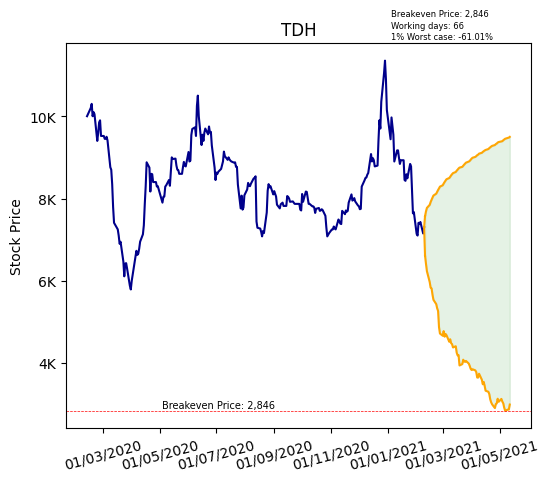 Breakeven Price: 2,846
Working days: 66
1% Worst case: -61.01%
TDH
Stock Price
10K
8K
6K
4K
Breakeven Price: 2,846
01/03/2020
01/05/2020
01/07/2020
01/09/2020
01/11/2020
01/01/2021
01/03/2021
01/05/2021